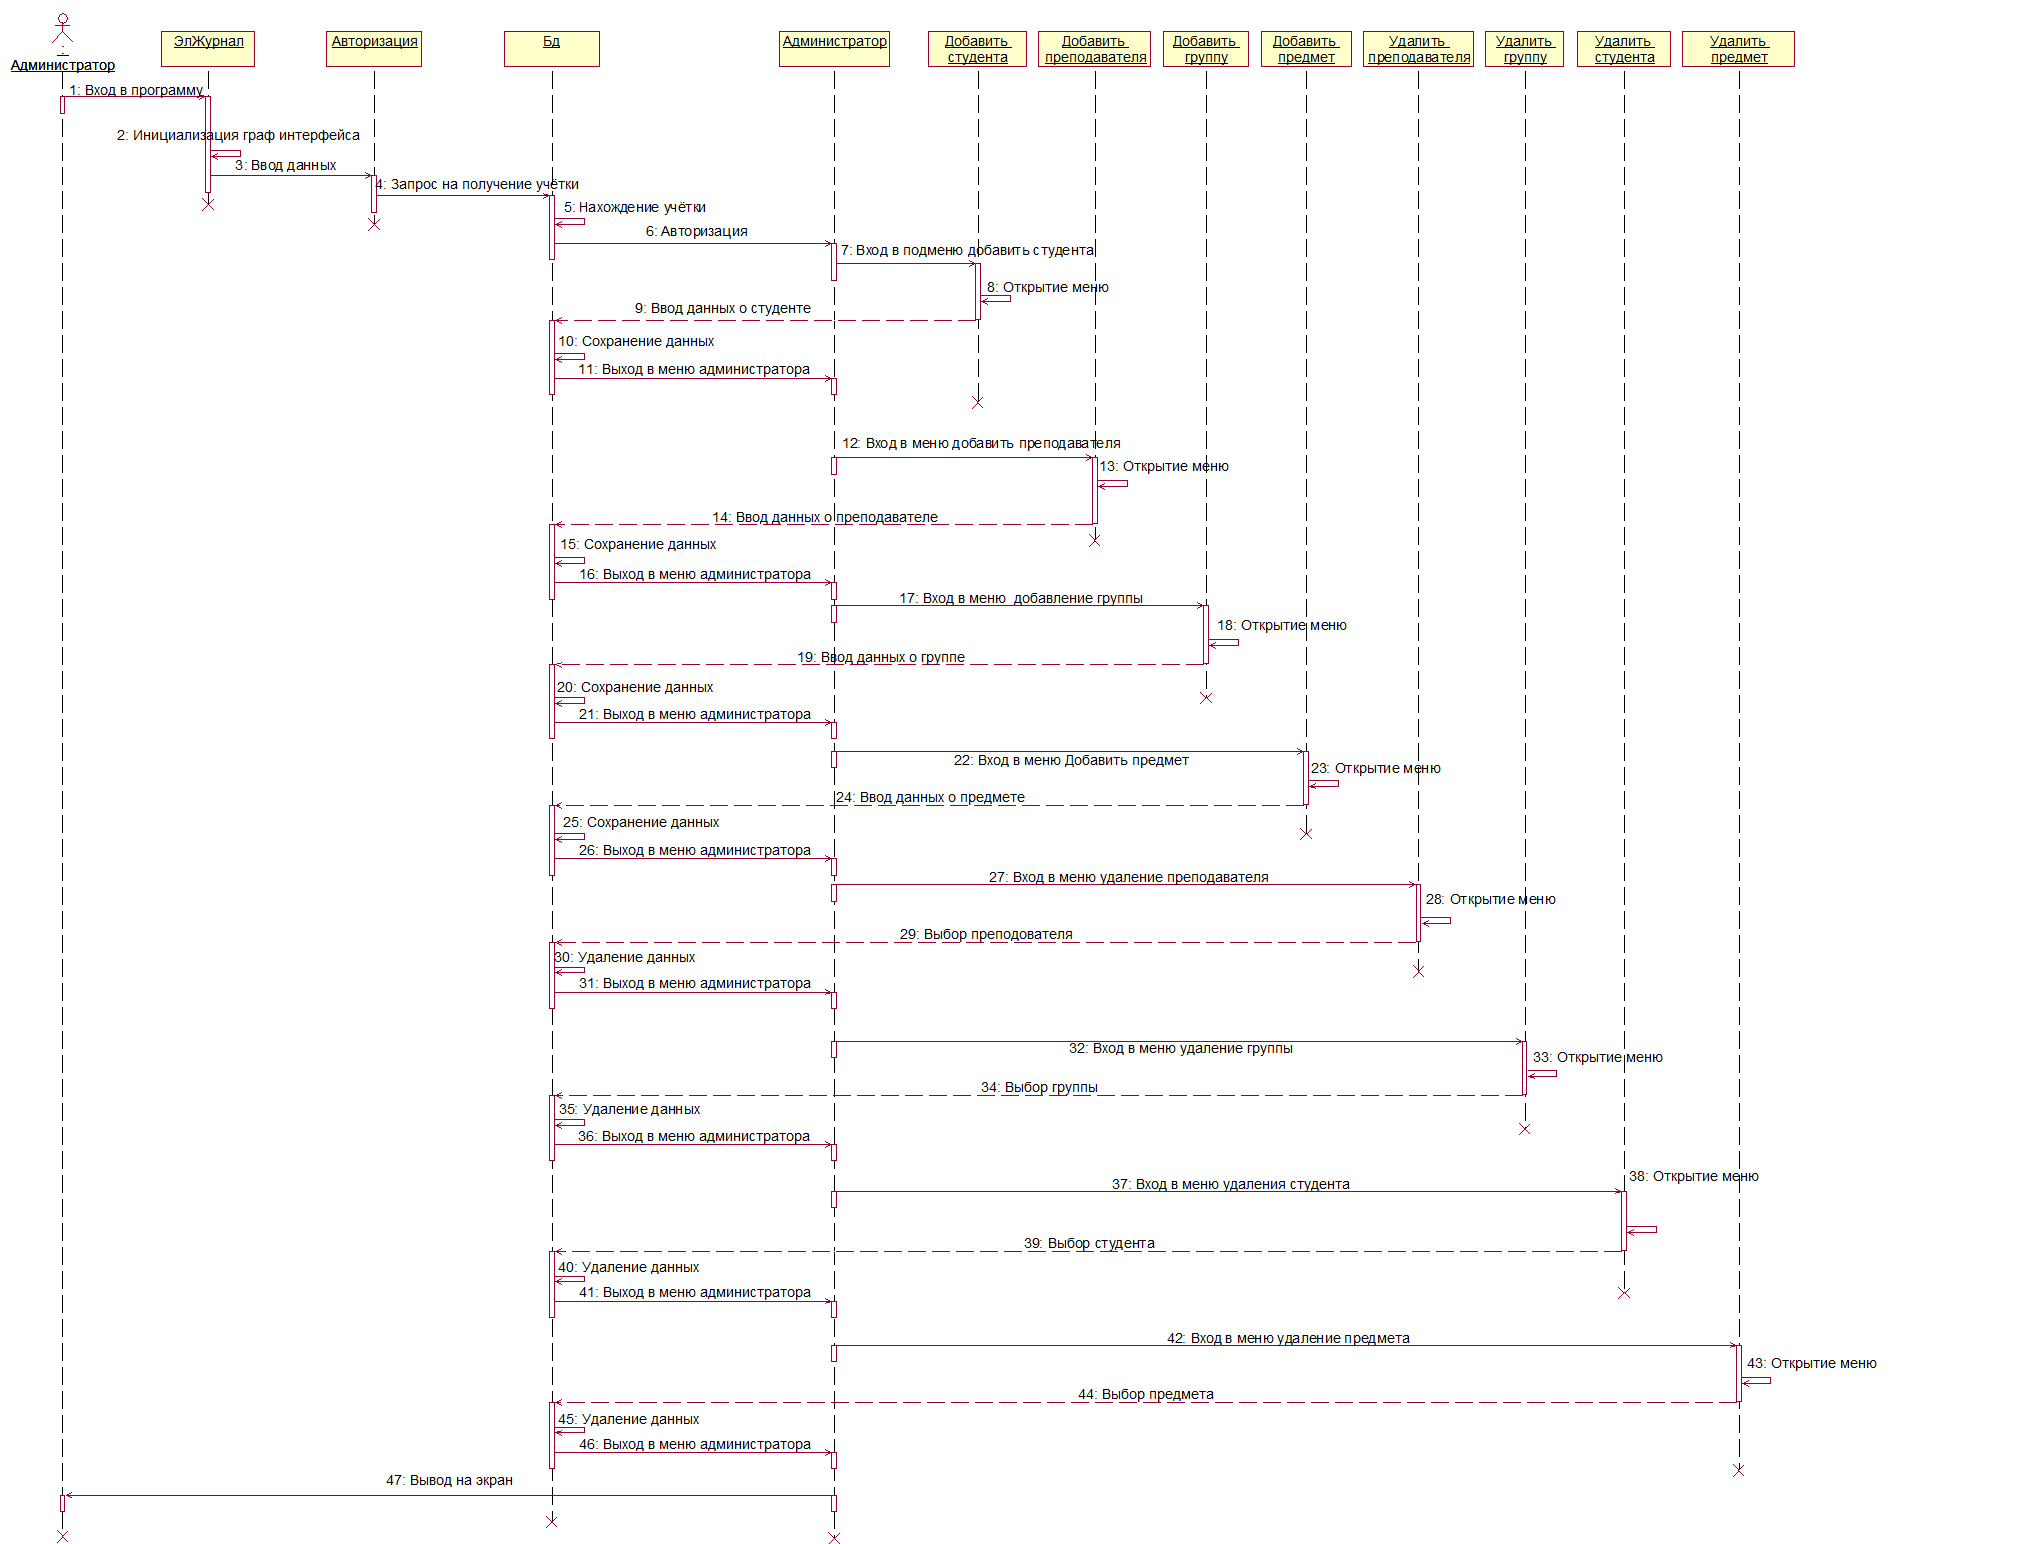 Администратор
ЭлЖурнал
Авторизация
Бд
Администратор
Добавить
студента
Добавить
преподавателя
Добавить
группу
Добавить
предмет
Удалить
преподавателя
Удалить
группу
Удалить
студента
Удалить
предмет
1: Вход в программу
2: Инициализация граф интерфейса
3: Ввод данных
4: Запрос на получение учётки
5: Нахождение учётки
6: Авторизация
7: Вход в подменю добавить студента
8: Открытие меню
9: Ввод данных о студенте
10: Сохранение данных
11: Выход в меню администратора
12: Вход в меню добавить преподавателя
13: Открытие меню
14: Ввод данных о преподавателе
15: Сохранение данных
16: Выход в меню администратора
17: Вход в меню  добавление группы
18: Открытие меню
19: Ввод данных о группе
20: Сохранение данных
21: Выход в меню администратора
22: Вход в меню Добавить предмет
23: Открытие меню
24: Ввод данных о предмете
25: Сохранение данных
26: Выход в меню администратора
27: Вход в меню удаление преподавателя
28: Открытие меню
29: Выбор преподователя
30: Удаление данных
31: Выход в меню администратора
32: Вход в меню удаление группы
33: Открытие меню
34: Выбор группы
35: Удаление данных
36: Выход в меню администратора
37: Вход в меню удаления студента
38: Открытие меню
39: Выбор студента
40: Удаление данных
41: Выход в меню администратора
42: Вход в меню удаление предмета
43: Открытие меню
44: Выбор предмета
45: Удаление данных
46: Выход в меню администратора
47: Вывод на экран